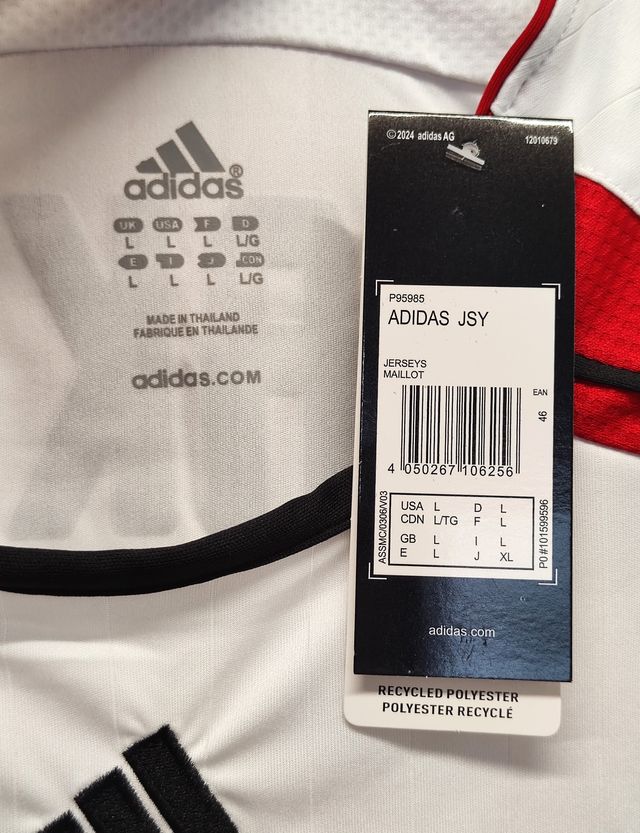 adidas®
UK USA F D
L L L L/G
E I J CDN
L L L L/G
MADE IN THAILAND
FABRIQUE EN THAILANDE
adidas.COM
© 2024 adidas AG 12010679
P95985
ADIDAS JSY
JERSEYS
MAILLOT
EAN
46
4 050267 106256
USA L D L
CDN L/TG F L
GB L I L
E L J XL
ASSMC/0306/V03
PO #101599596
adidas.com
RECYCLED POLYESTER
POLYESTER RECYCLÉ